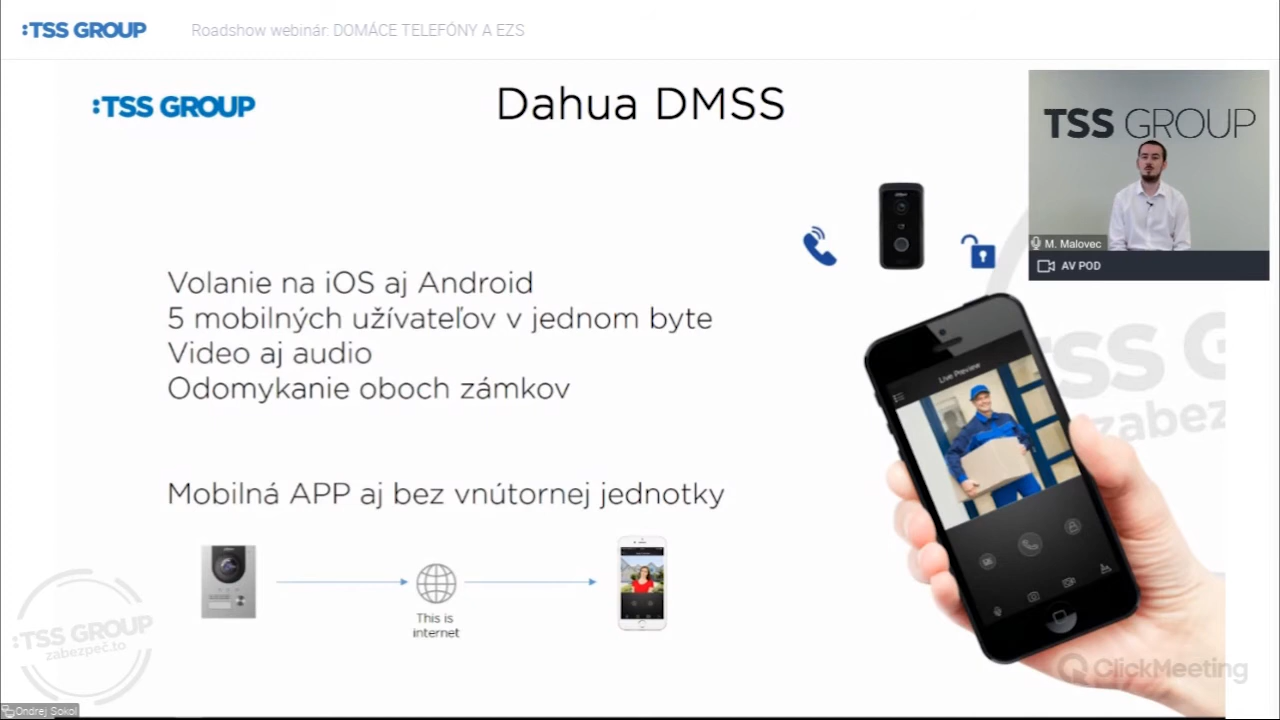 :TSS GROUP
Roadshow webinár: DOMÁCE TELEFÓNY A EZS
:TSS GROUP
Dahua DMSS
TSS GROUP
M. Malovec
AV POD
Volanie na iOS aj Android
5 mobilných užívateľov v jednom byte
Video aj audio
Odomykanie oboch zámkov
Live Preview
TSS G
zabezpe
Mobilná APP aj bez vnútornej jednotky
This is
internet
:TSS GROUP
zabezpeč.to
ClickMeeting
Ondrej Sokol